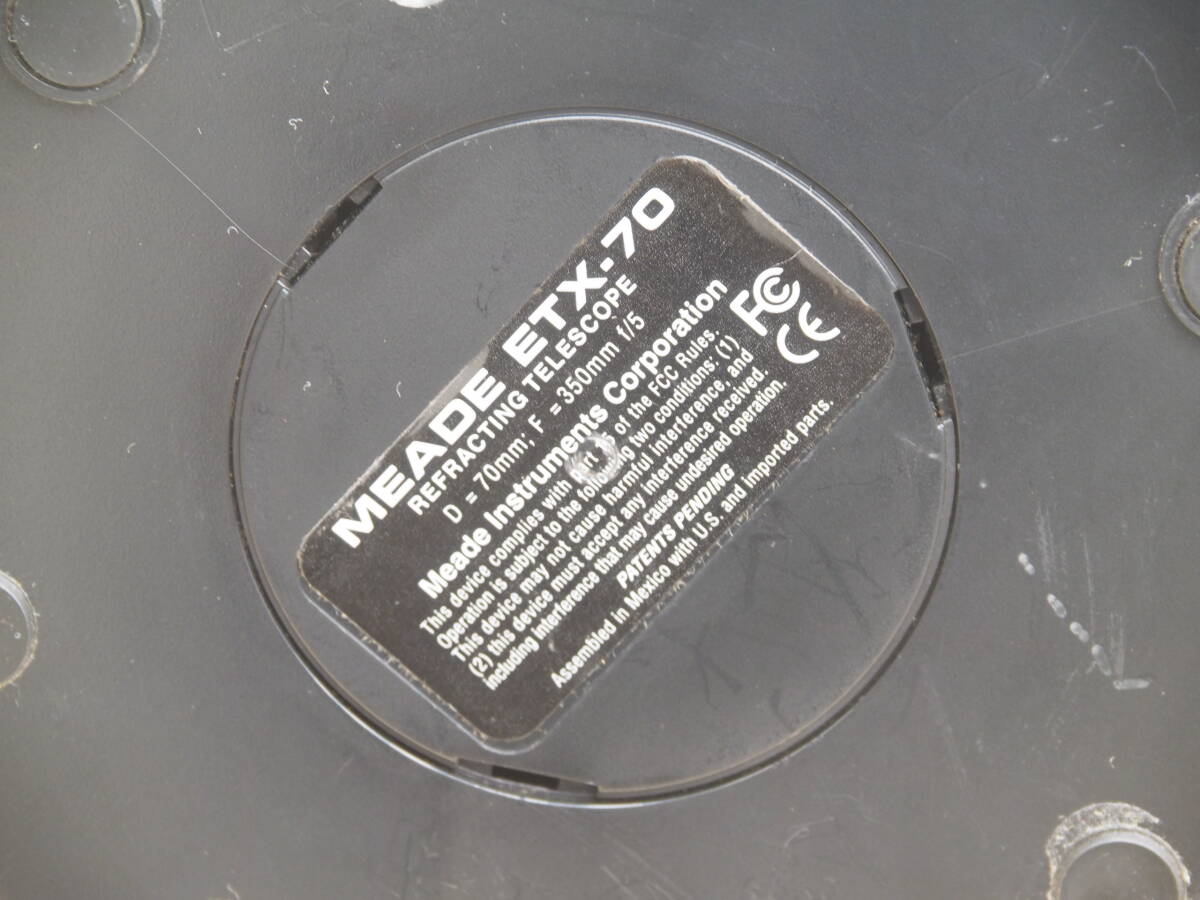 MEADE ETX-70
REFRACTING TELESCOPE
D = 70mm; F = 350mm f/5
Meade Instruments Corporation
This device complies with of the FCC Rules.
Operation is subject to the following two conditions: (1)
This device may not cause harmful interference, and
(2) this device must accept any interference received.
including interference that may cause undesired operation.
PATENTS PENDING
Assembled in Mexico with U.S. and imported parts.
FC
CE